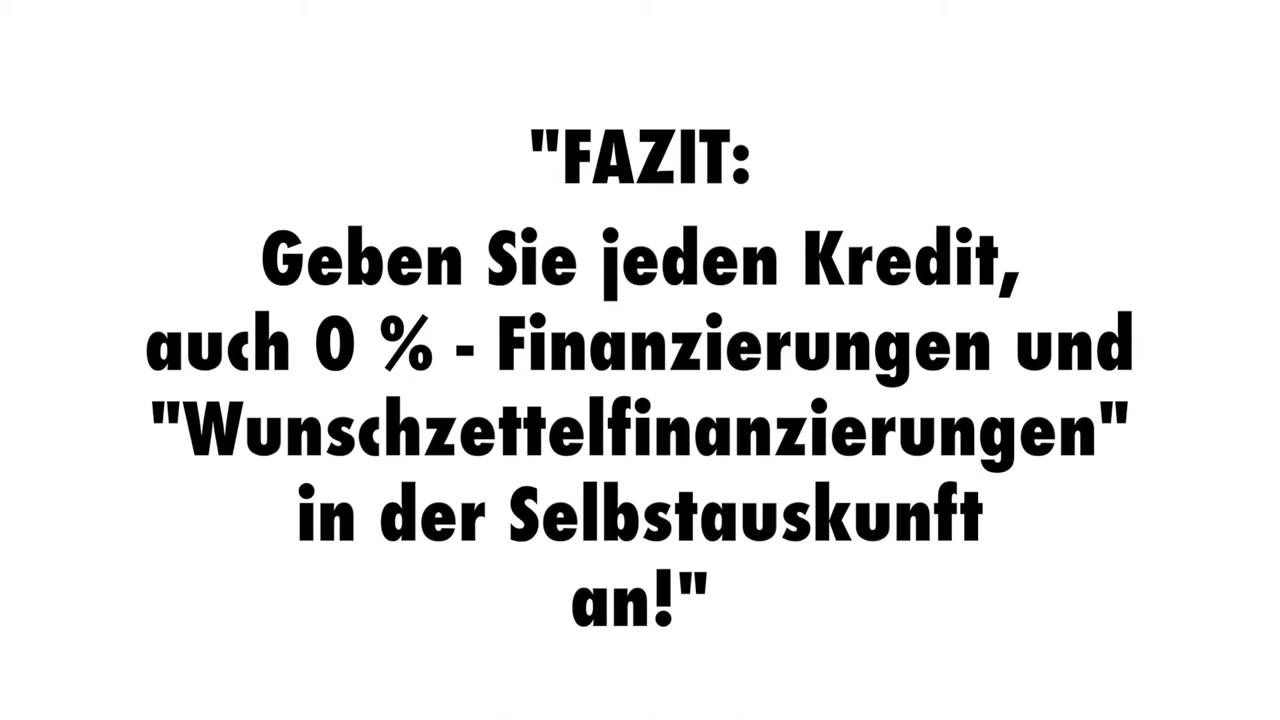 "FAZIT:
Geben Sie jeden Kredit,
auch 0 % - Finanzierungen und
"Wunschzettelfinanzierungen"
in der Selbstauskunft
an!"